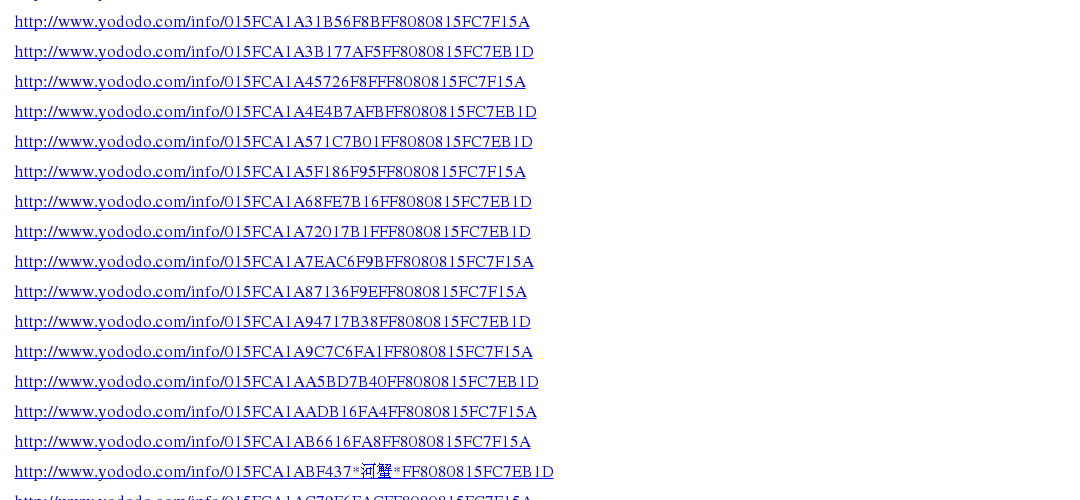 http://www.yododo.com/info/015FCA1A31B56F8BFF8080815FC7F15A
http://www.yododo.com/info/015FCA1A3B177AF5FF8080815FC7EB1D
http://www.yododo.com/info/015FCA1A45726F8FFF8080815FC7F15A
http://www.yododo.com/info/015FCA1A4E4B7AFBFF8080815FC7EB1D
http://www.yododo.com/info/015FCA1A571C7B01FF8080815FC7EB1D
http://www.yododo.com/info/015FCA1A5F186F95FF8080815FC7F15A
http://www.yododo.com/info/015FCA1A68FE7B16FF8080815FC7EB1D
http://www.yododo.com/info/015FCA1A72017B1FFF8080815FC7EB1D
http://www.yododo.com/info/015FCA1A7EAC6F9BFF8080815FC7F15A
http://www.yododo.com/info/015FCA1A87136F9EFF8080815FC7F15A
http://www.yododo.com/info/015FCA1A94717B38FF8080815FC7EB1D
http://www.yododo.com/info/015FCA1A9C7C6FA1FF8080815FC7F15A
http://www.yododo.com/info/015FCA1AA5BD7B40FF8080815FC7EB1D
http://www.yododo.com/info/015FCA1AADB16FA4FF8080815FC7F15A
http://www.yododo.com/info/015FCA1AB6616FA8FF8080815FC7F15A
http://www.yododo.com/info/015FCA1ABF437*河蟹*FF8080815FC7EB1D